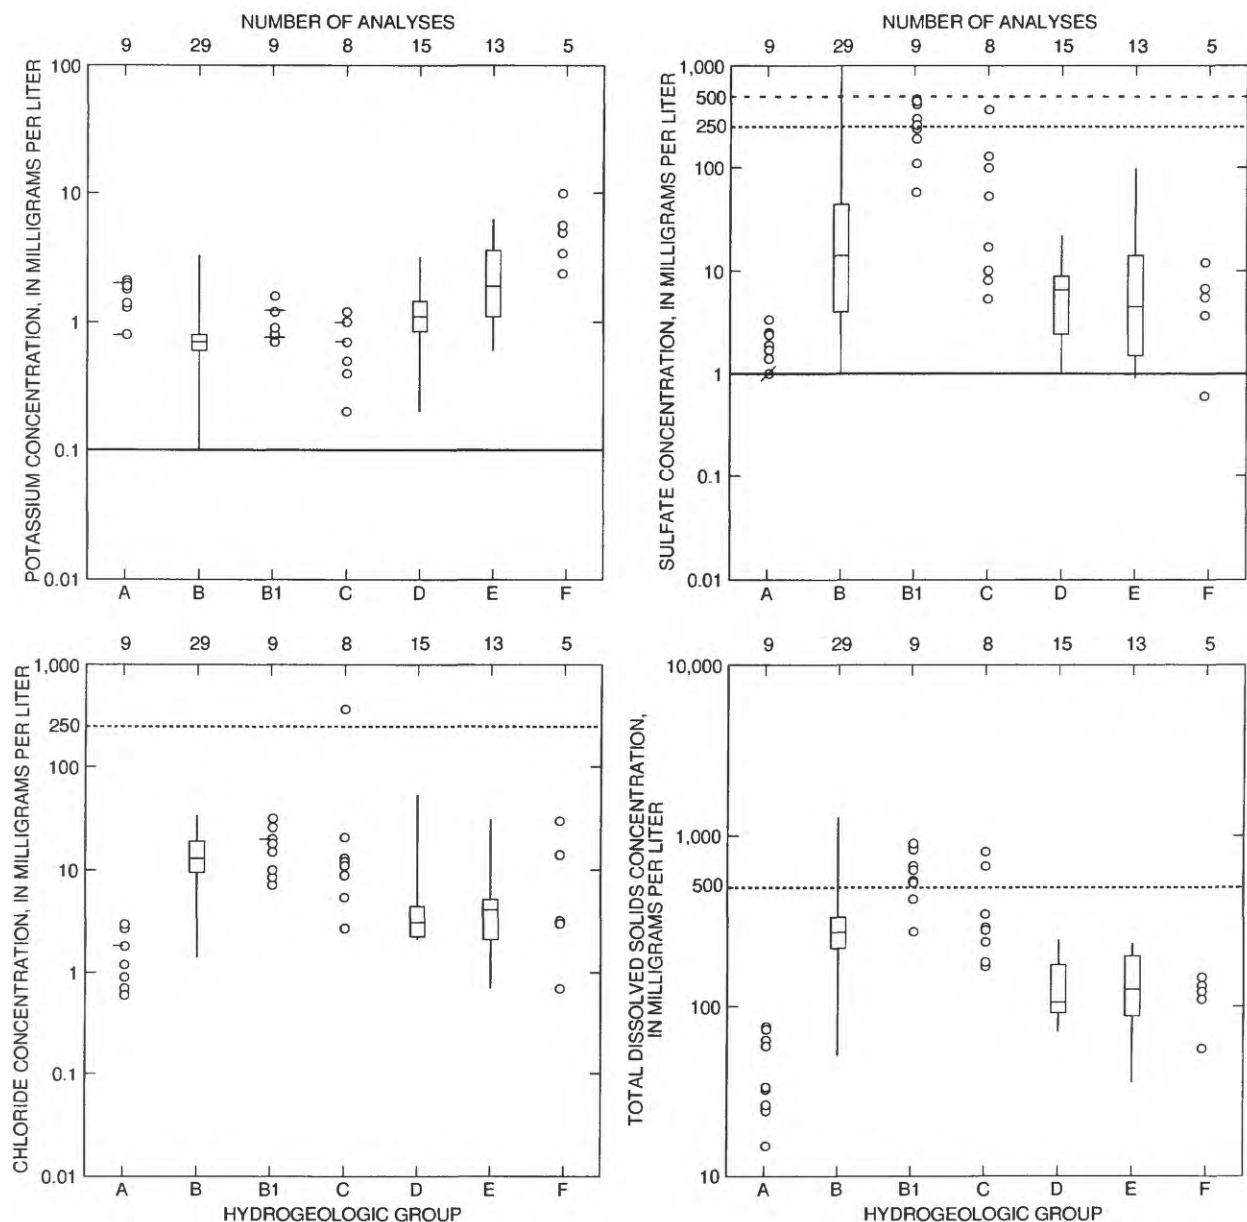 NUMBER OF ANALYSES
9 29 9 8 15 13 5
POTASSIUM CONCENTRATION, IN MILLIGRAMS PER LITER
100
10
1
0.1
0.01
A B B1 C D E F
NUMBER OF ANALYSES
9 29 9 8 15 13 5
SULFATE CONCENTRATION, IN MILLIGRAMS PER LITER
1,000
500
250
100
10
1
0.1
0.01
A B B1 C D E F
9 29 9 8 15 13 5
CHLORIDE CONCENTRATION, IN MILLIGRAMS PER LITER
1,000
250
100
10
1
0.1
0.01
A B B1 C D E F
HYDROGEOLOGIC GROUP
9 29 9 8 15 13 5
TOTAL DISSOLVED SOLIDS CONCENTRATION,
IN MILLIGRAMS PER LITER
10,000
1,000
500
100
10
A B B1 C D E F
HYDROGEOLOGIC GROUP